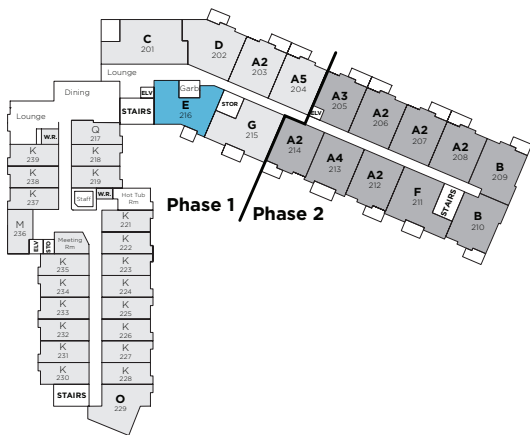 C
201
D
202
A2
203
A5
204
A3
205
A2
206
A2
207
A2
208
B
209
Lounge
Dining
ELV
Garb
E
216
STOR
G
215
ELV
A2
214
A4
213
A2
212
F
211
STAIRS
B
210
STAIRS
Lounge
W.R.
Q
217
K
239
K
218
K
238
K
219
K
237
Staff
W.R.
Hot Tub
Rm
Phase 1
Phase 2
M
236
ELV
STO
Meeting
Rm
K
221
K
222
K
235
K
223
K
234
K
224
K
233
K
225
K
232
K
226
K
231
K
227
K
230
K
228
STAIRS
O
229